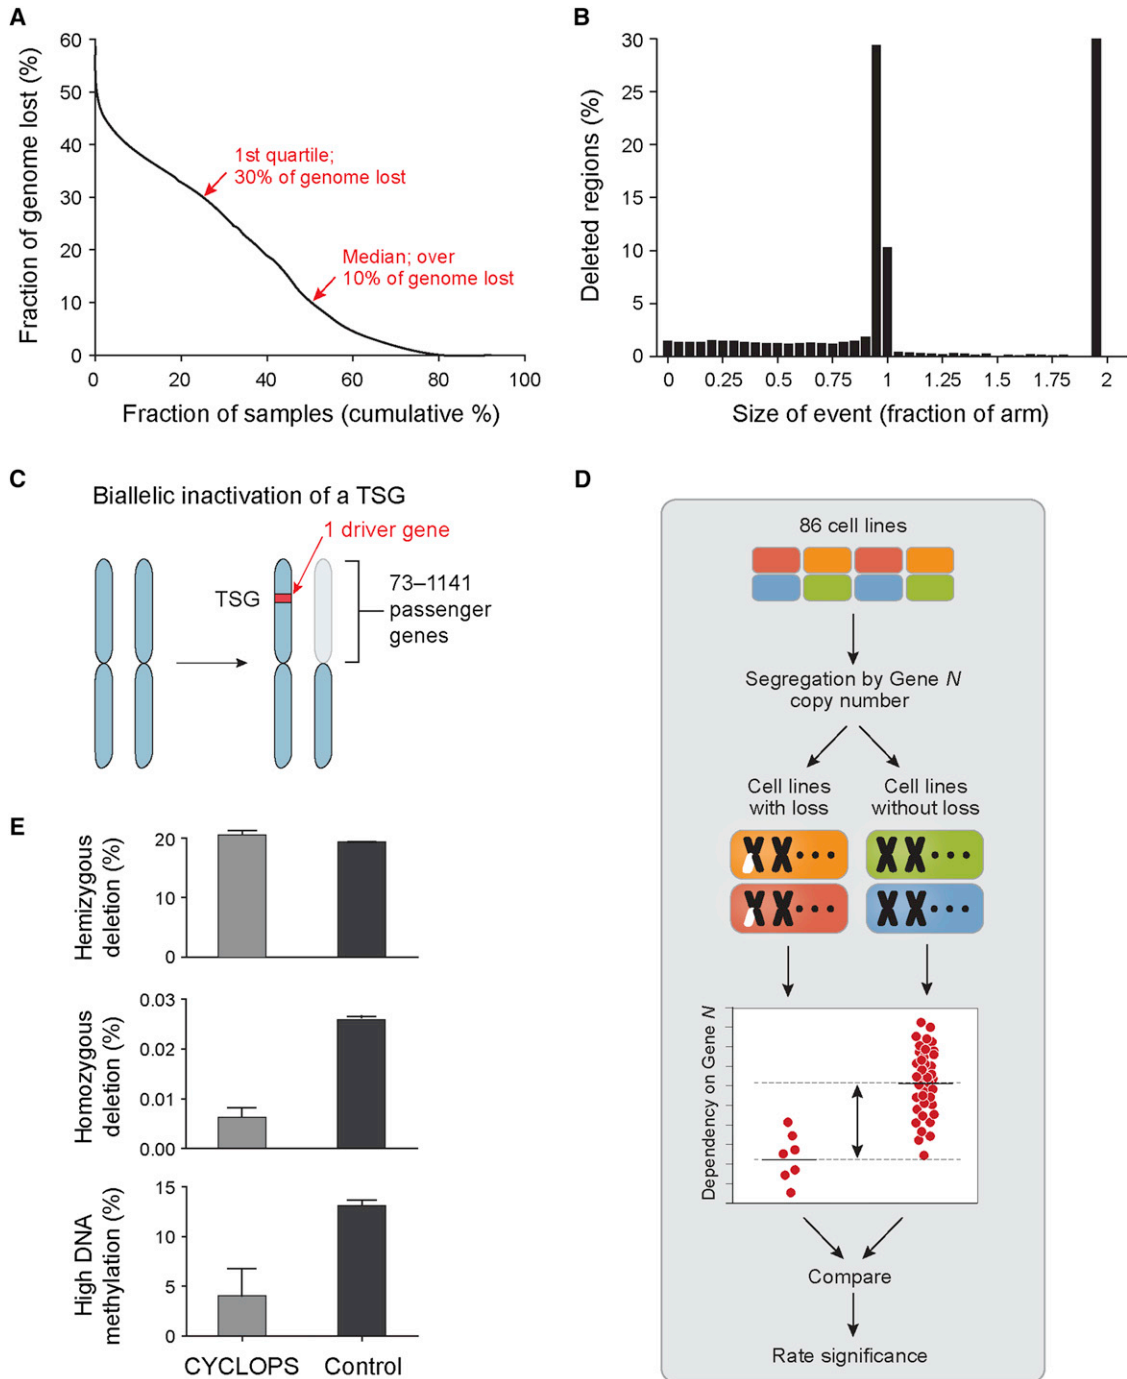 A
60
50
40
30
20
10
0
Fraction of genome lost (%)
1st quartile;
30% of genome lost
Median; over
10% of genome lost
0
20
40
60
80
100
Fraction of samples (cumulative %)
B
30
25
20
15
10
5
0
Deleted regions (%)
0
0.25
0.5
0.75
1
1.25
1.5
1.75
2
Size of event (fraction of arm)
C
Biallelic inactivation of a TSG
1 driver gene
TSG
73–1141
passenger
genes
D
86 cell lines
Segregation by Gene N
copy number
Cell lines
with loss
Cell lines
without loss
Dependency on Gene N
Compare
Rate significance
E
Hemizygous
deletion (%)
20
10
0
Homozygous
deletion (%)
0.03
0.02
0.01
0.00
High DNA
methylation (%)
15
10
5
0
CYCLOPS
Control